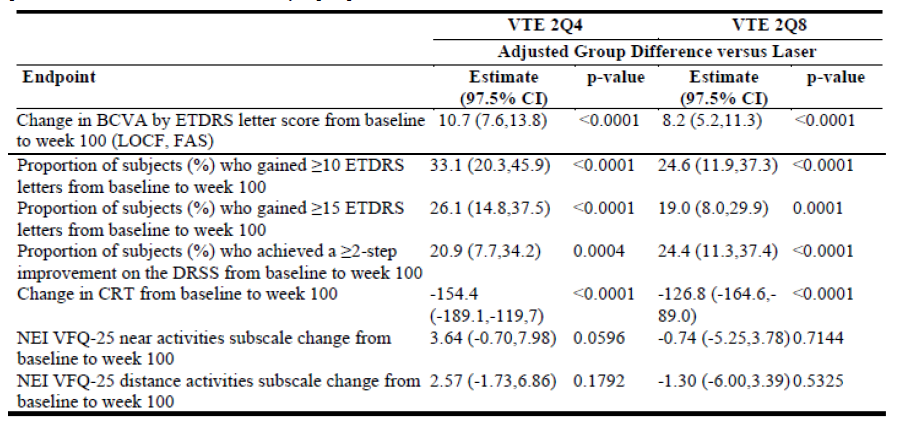 VTE 2Q4 VTE 2Q8
Adjusted Group Difference versus Laser
Endpoint Estimate p-value Estimate p-value
(97.5% CI) (97.5% CI)
Change in BCVA by ETDRS letter score from baseline 10.7 (7.6,13.8) <0.0001 8.2 (5.2,11.3) <0.0001
to week 100 (LOCF, FAS)
Proportion of subjects (%) who gained ≥10 ETDRS 33.1 (20.3,45.9) <0.0001 24.6 (11.9,37.3) <0.0001
letters from baseline to week 100
Proportion of subjects (%) who gained ≥15 ETDRS 26.1 (14.8,37.5) <0.0001 19.0 (8.0,29.9) 0.0001
letters from baseline to week 100
Proportion of subjects (%) who achieved a ≥2-step 20.9 (7.7,34.2) 0.0004 24.4 (11.3,37.4) <0.0001
improvement on the DRSS from baseline to week 100
Change in CRT from baseline to week 100 -154.4 <0.0001 -126.8 (-164.6,- <0.0001
(-189.1,-119,7) 89.0)
NEI VFQ-25 near activities subscale change from 3.64 (-0.70,7.98) 0.0596 -0.74 (-5.25,3.78) 0.7144
baseline to week 100
NEI VFQ-25 distance activities subscale change from 2.57 (-1.73,6.86) 0.1792 -1.30 (-6.00,3.39) 0.5325
baseline to week 100